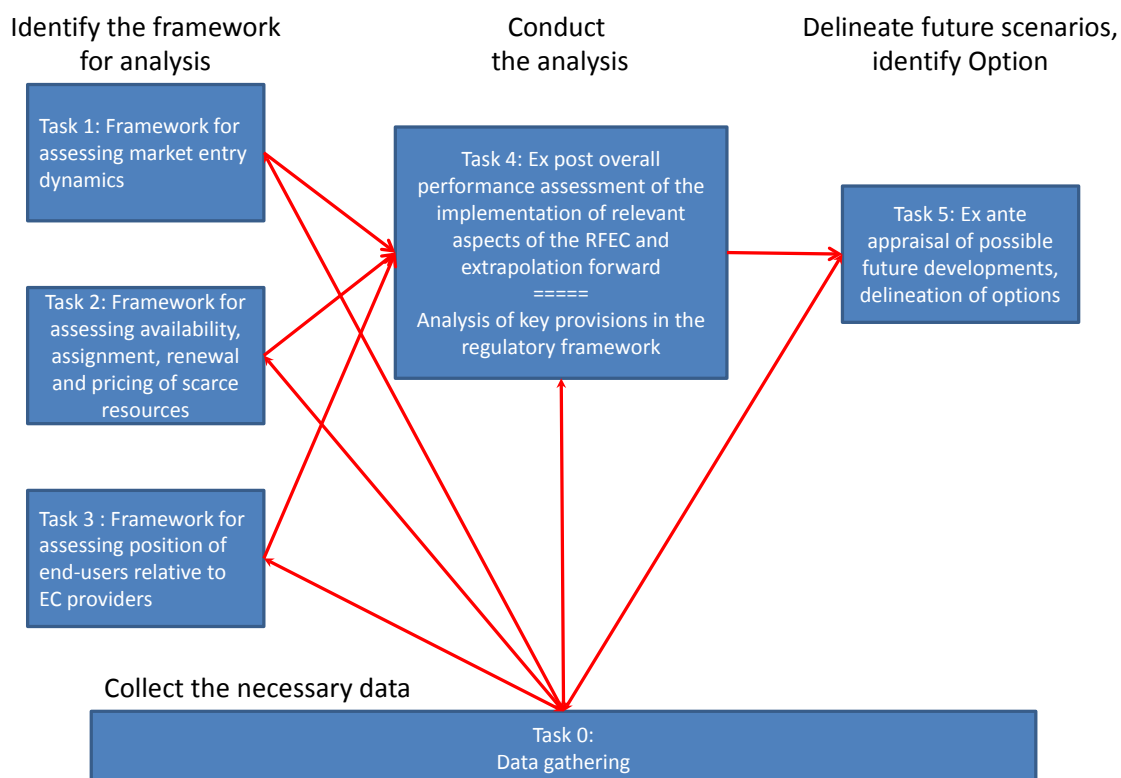 Identify the framework
for analysis
Conduct
the analysis
Delineate future scenarios,
identify Option
Task 1: Framework for
assessing market entry
dynamics
Task 2: Framework for
assessing availability,
assignment, renewal
and pricing of scarce
resources
Task 3 : Framework for
assessing position of
end-users relative to
EC providers
Task 4: Ex post overall
performance assessment of the
implementation of relevant
aspects of the RFEC and
extrapolation forward
=====
Analysis of key provisions in the
regulatory framework
Task 5: Ex ante
appraisal of possible
future developments,
delineation of options
Collect the necessary data
Task 0:
Data gathering